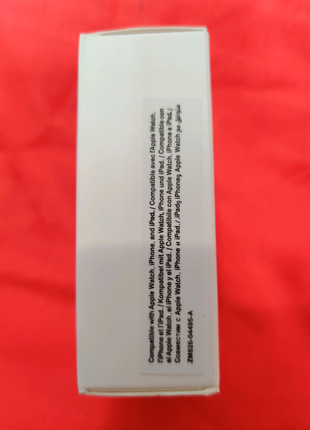 Compatible with Apple Watch, iPhone, and iPad. / Compatible avec l'Apple Watch,
l'iPhone et l'iPad. / Kompatibel mit Apple Watch, iPhone und iPad. / Compatible con
el Apple Watch, el iPhone y el iPad. / Compatibile con Apple Watch, iPhone e iPad. /
Совместим с Apple Watch, iPhone и iPad. / iPad و iPhone و Apple Watch متوافق مع
ZM626-04495-A